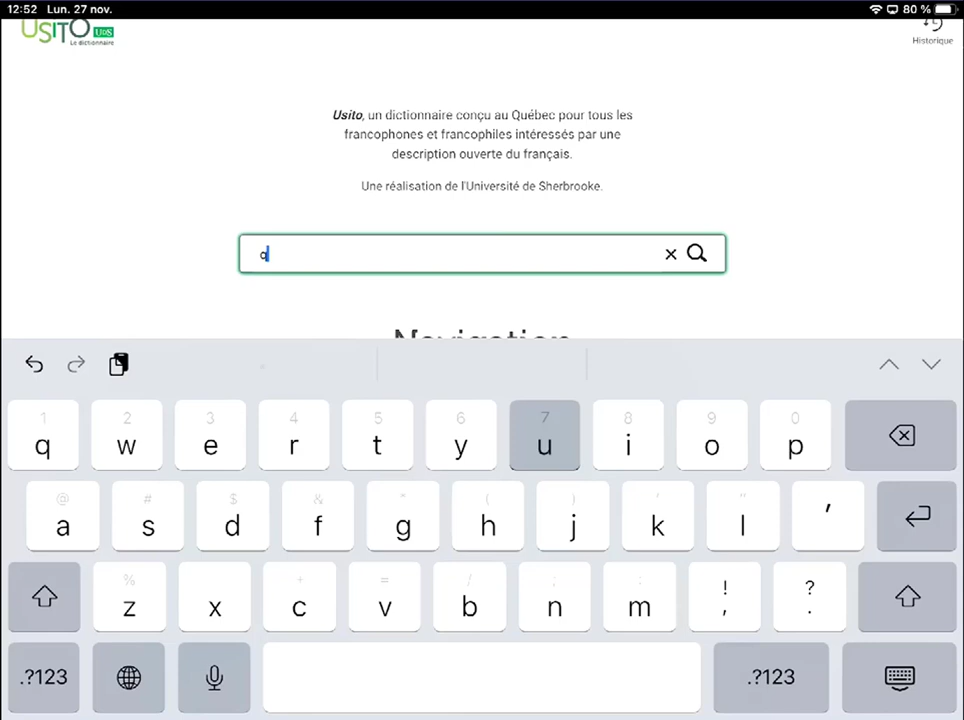 12:52 Lun. 27 nov. 80 %
USITO UdS
Le dictionnaire
Historique
Usito, un dictionnaire conçu au Québec pour tous les
francophones et francophiles intéressés par une
description ouverte du français.
Une réalisation de l'Université de Sherbrooke.
q
Navigation
1 2 3 4 5 6 7 8 9 0
q w e r t y u i o p
@ # $ & * ( ) ' "
a s d f g h j k l '
% - + = / ; :
z x c v b n m ! , ? .
.?123 .?123